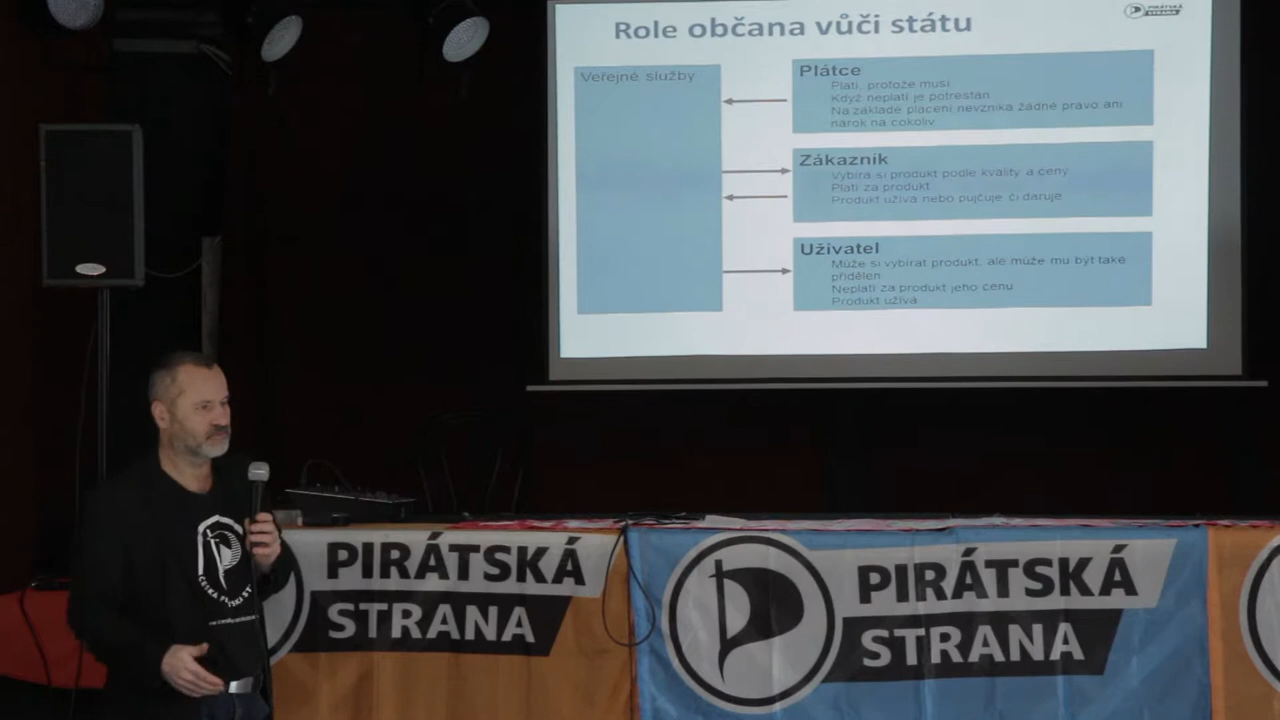 Role občana vůči státu
PIRÁTSKÁ
STRANA
Veřejné služby
Plátce
Platí, protože musí
Když neplatí je potrestán
Na základě placení nevzniká žádné právo ani
nárok na cokoliv
Zákazník
Vybírá si produkt podle kvality a ceny
Platí za produkt
Produkt užívá nebo pujčuje či daruje
Uživatel
Může si vybírat produkt, ale může mu být také
přidělen
Neplatí za produkt jeho cenu
Produkt užívá
ČESKÁ
PIRÁTSKÁ
STRANA
PIRÁTSKÁ
STRANA